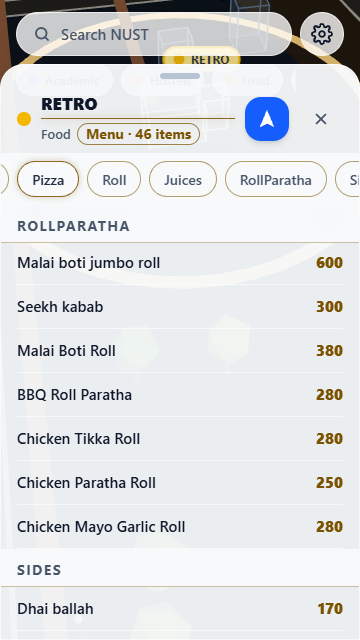 Search NUST
RETRO
Academic
Hostel
Food
RETRO
Food
Menu · 46 items
Pizza
Roll
Juices
RollParatha
ROLLPARATHA
Malai boti jumbo roll 600
Seekh kabab 300
Malai Boti Roll 380
BBQ Roll Paratha 280
Chicken Tikka Roll 280
Chicken Paratha Roll 250
Chicken Mayo Garlic Roll 280
SIDES
Dhai ballah 170